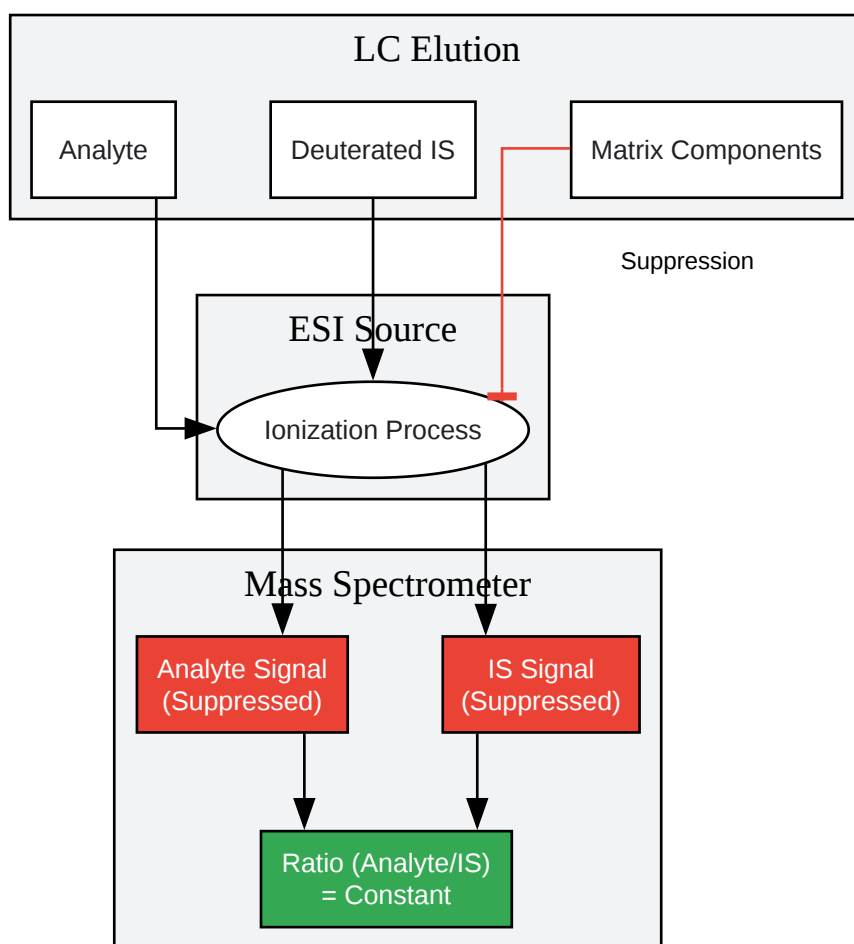 LC Elution
Analyte
Deuterated IS
Matrix Components
Suppression
ESI Source
Ionization Process
Mass Spectrometer
Analyte Signal
(Suppressed)
IS Signal
(Suppressed)
Ratio (Analyte/IS)
= Constant